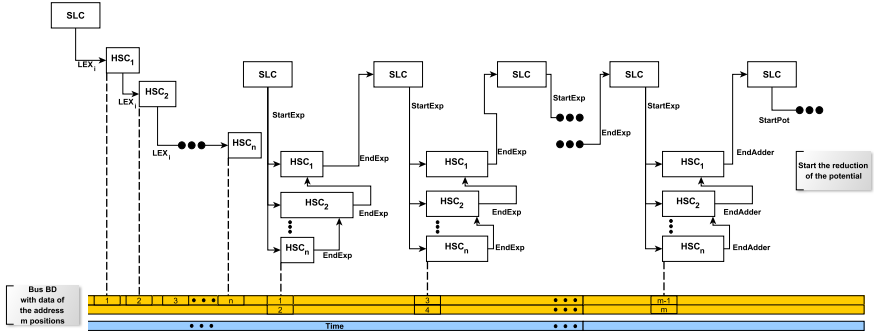 SLC
LEXi
HSC1
LEXi
HSC2
LEXi
HSCn
SLC
StartExp
HSC1
EndExp
HSC2
EndExp
HSCn
EndExp
SLC
StartExp
HSC1
EndExp
HSC2
EndExp
HSCn
EndExp
SLC
StartExp
EndExp
SLC
StartExp
HSC1
EndAdder
HSC2
EndAdder
HSCn
EndAdder
SLC
StartPot
Start the reduction
of the potential
Bus BD
with data of
the address
m positions
1 2 3 n 1 3 m-1
2 4 m
Time